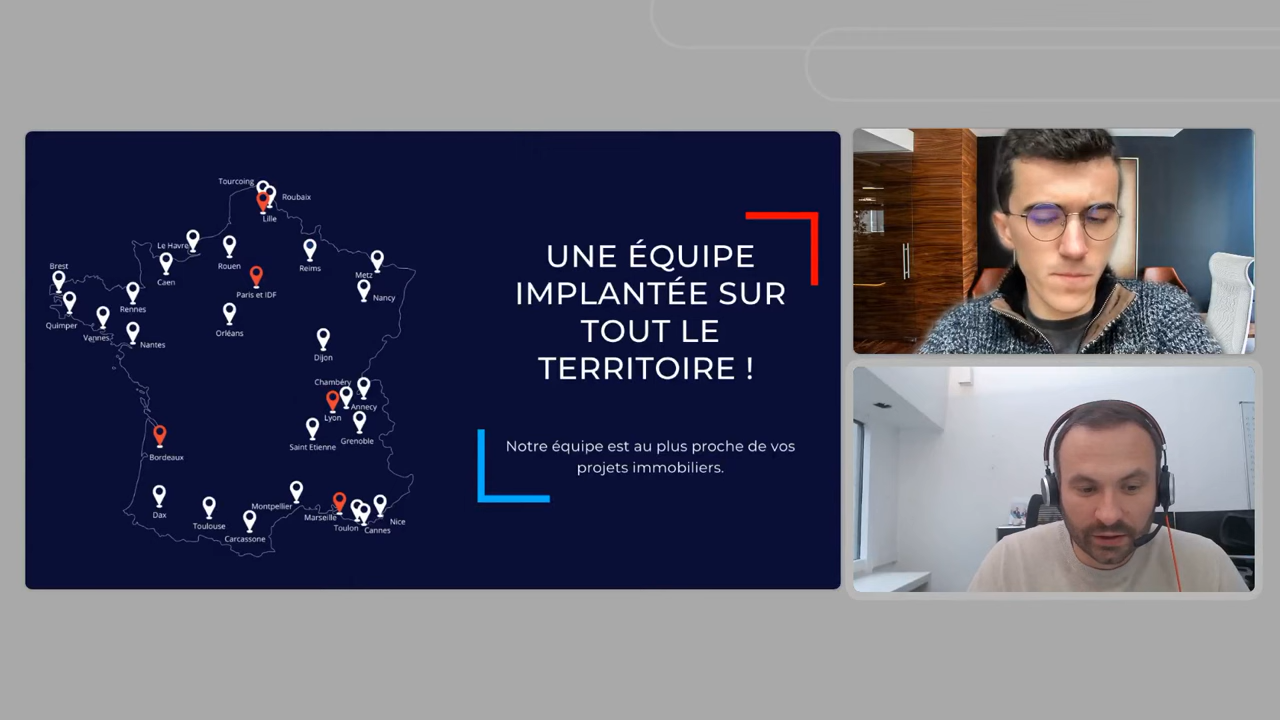 Tourcoing
Roubaix
Lille
Le Havre
Rouen
Reims
Metz
Caen
Brest
Paris et IDF
Nancy
Rennes
Quimper
Orléans
Vannes
Nantes
Dijon
Chambéry
Annecy
Lyon
Grenoble
Saint Etienne
Bordeaux
Montpellier
Dax
Marseille
Nice
Toulouse
Toulon
Cannes
Carcassone
UNE ÉQUIPE
IMPLANTÉE SUR
TOUT LE
TERRITOIRE !
Notre équipe est au plus proche de vos
projets immobiliers.